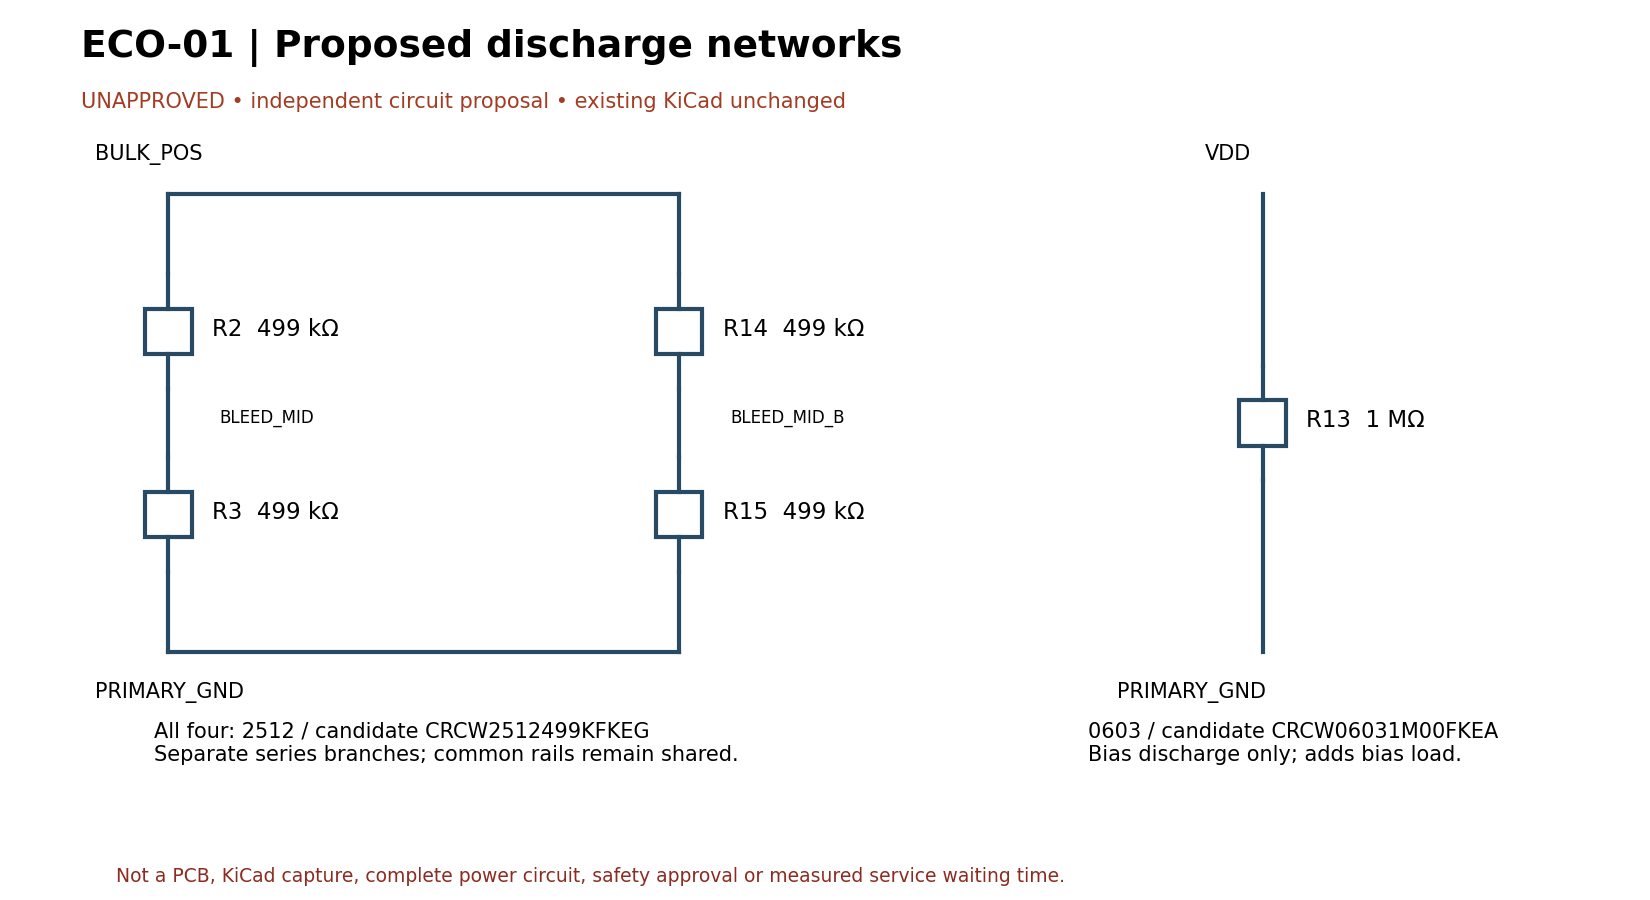 ECO-01 | Proposed discharge networks
UNAPPROVED • independent circuit proposal • existing KiCad unchanged
BULK_POS
VDD
R2  499 kΩ
R14  499 kΩ
BLEED_MID
BLEED_MID_B
R13  1 MΩ
R3  499 kΩ
R15  499 kΩ
PRIMARY_GND
PRIMARY_GND
All four: 2512 / candidate CRCW2512499KFKEG
Separate series branches; common rails remain shared.
0603 / candidate CRCW06031M00FKEA
Bias discharge only; adds bias load.
Not a PCB, KiCad capture, complete power circuit, safety approval or measured service waiting time.